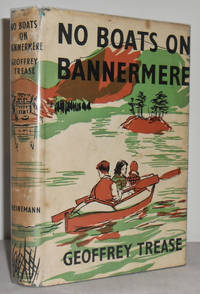 NO BOATS ON
BANNERMERE
GEOFFREY TREASE
NO BOATS ON
BANNERMERE
GEOFFREY
TREASE
HEINEMANN